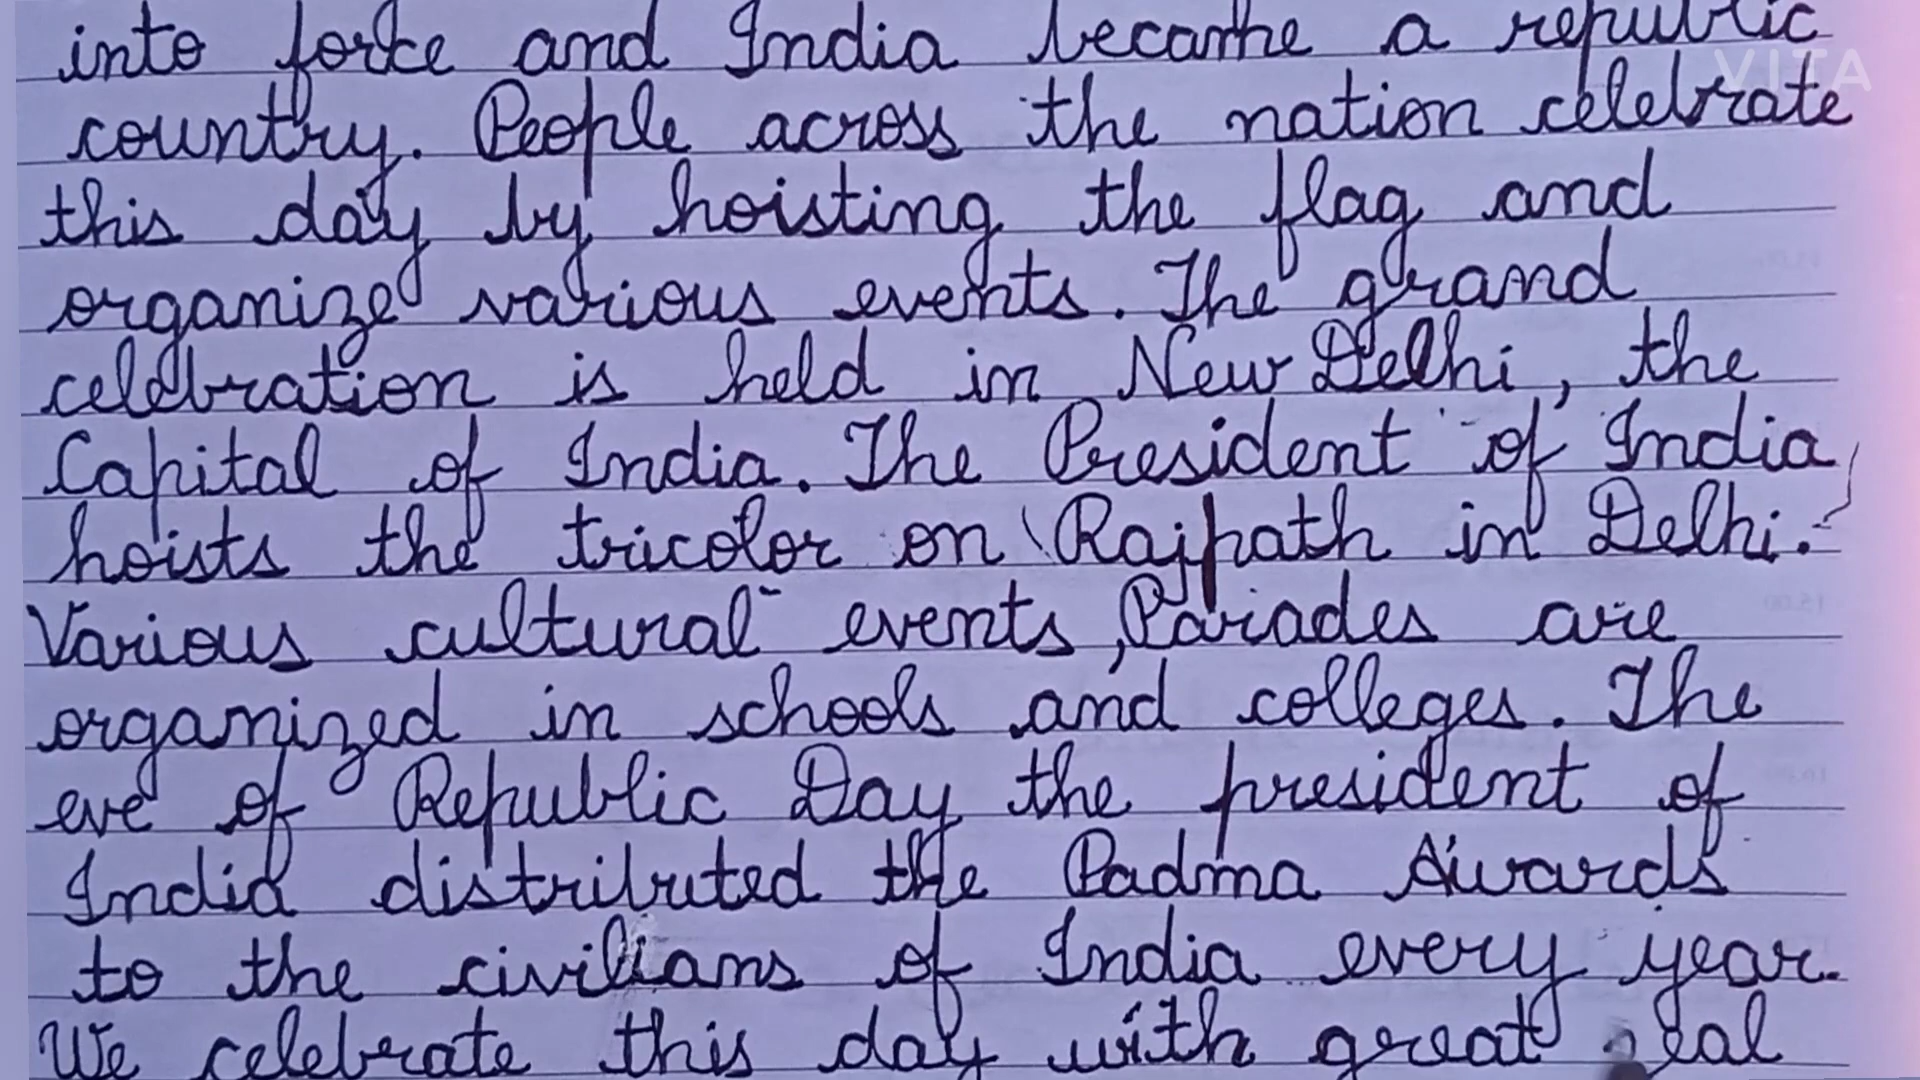 into force and India became a republic
VITA
country. People across the nation celebrate
this day by hoisting the flag and
organize various events. The grand
celebration is held in New Delhi, the
Capital of India. The President of India
hoists the tricolor on Rajpath in Delhi.
Various cultural events, Parades are
organized in schools and colleges. The
eve of Republic Day the president of
India distributed the Padma Awards
to the civilians of India every year.
We celebrate this day with great zeal